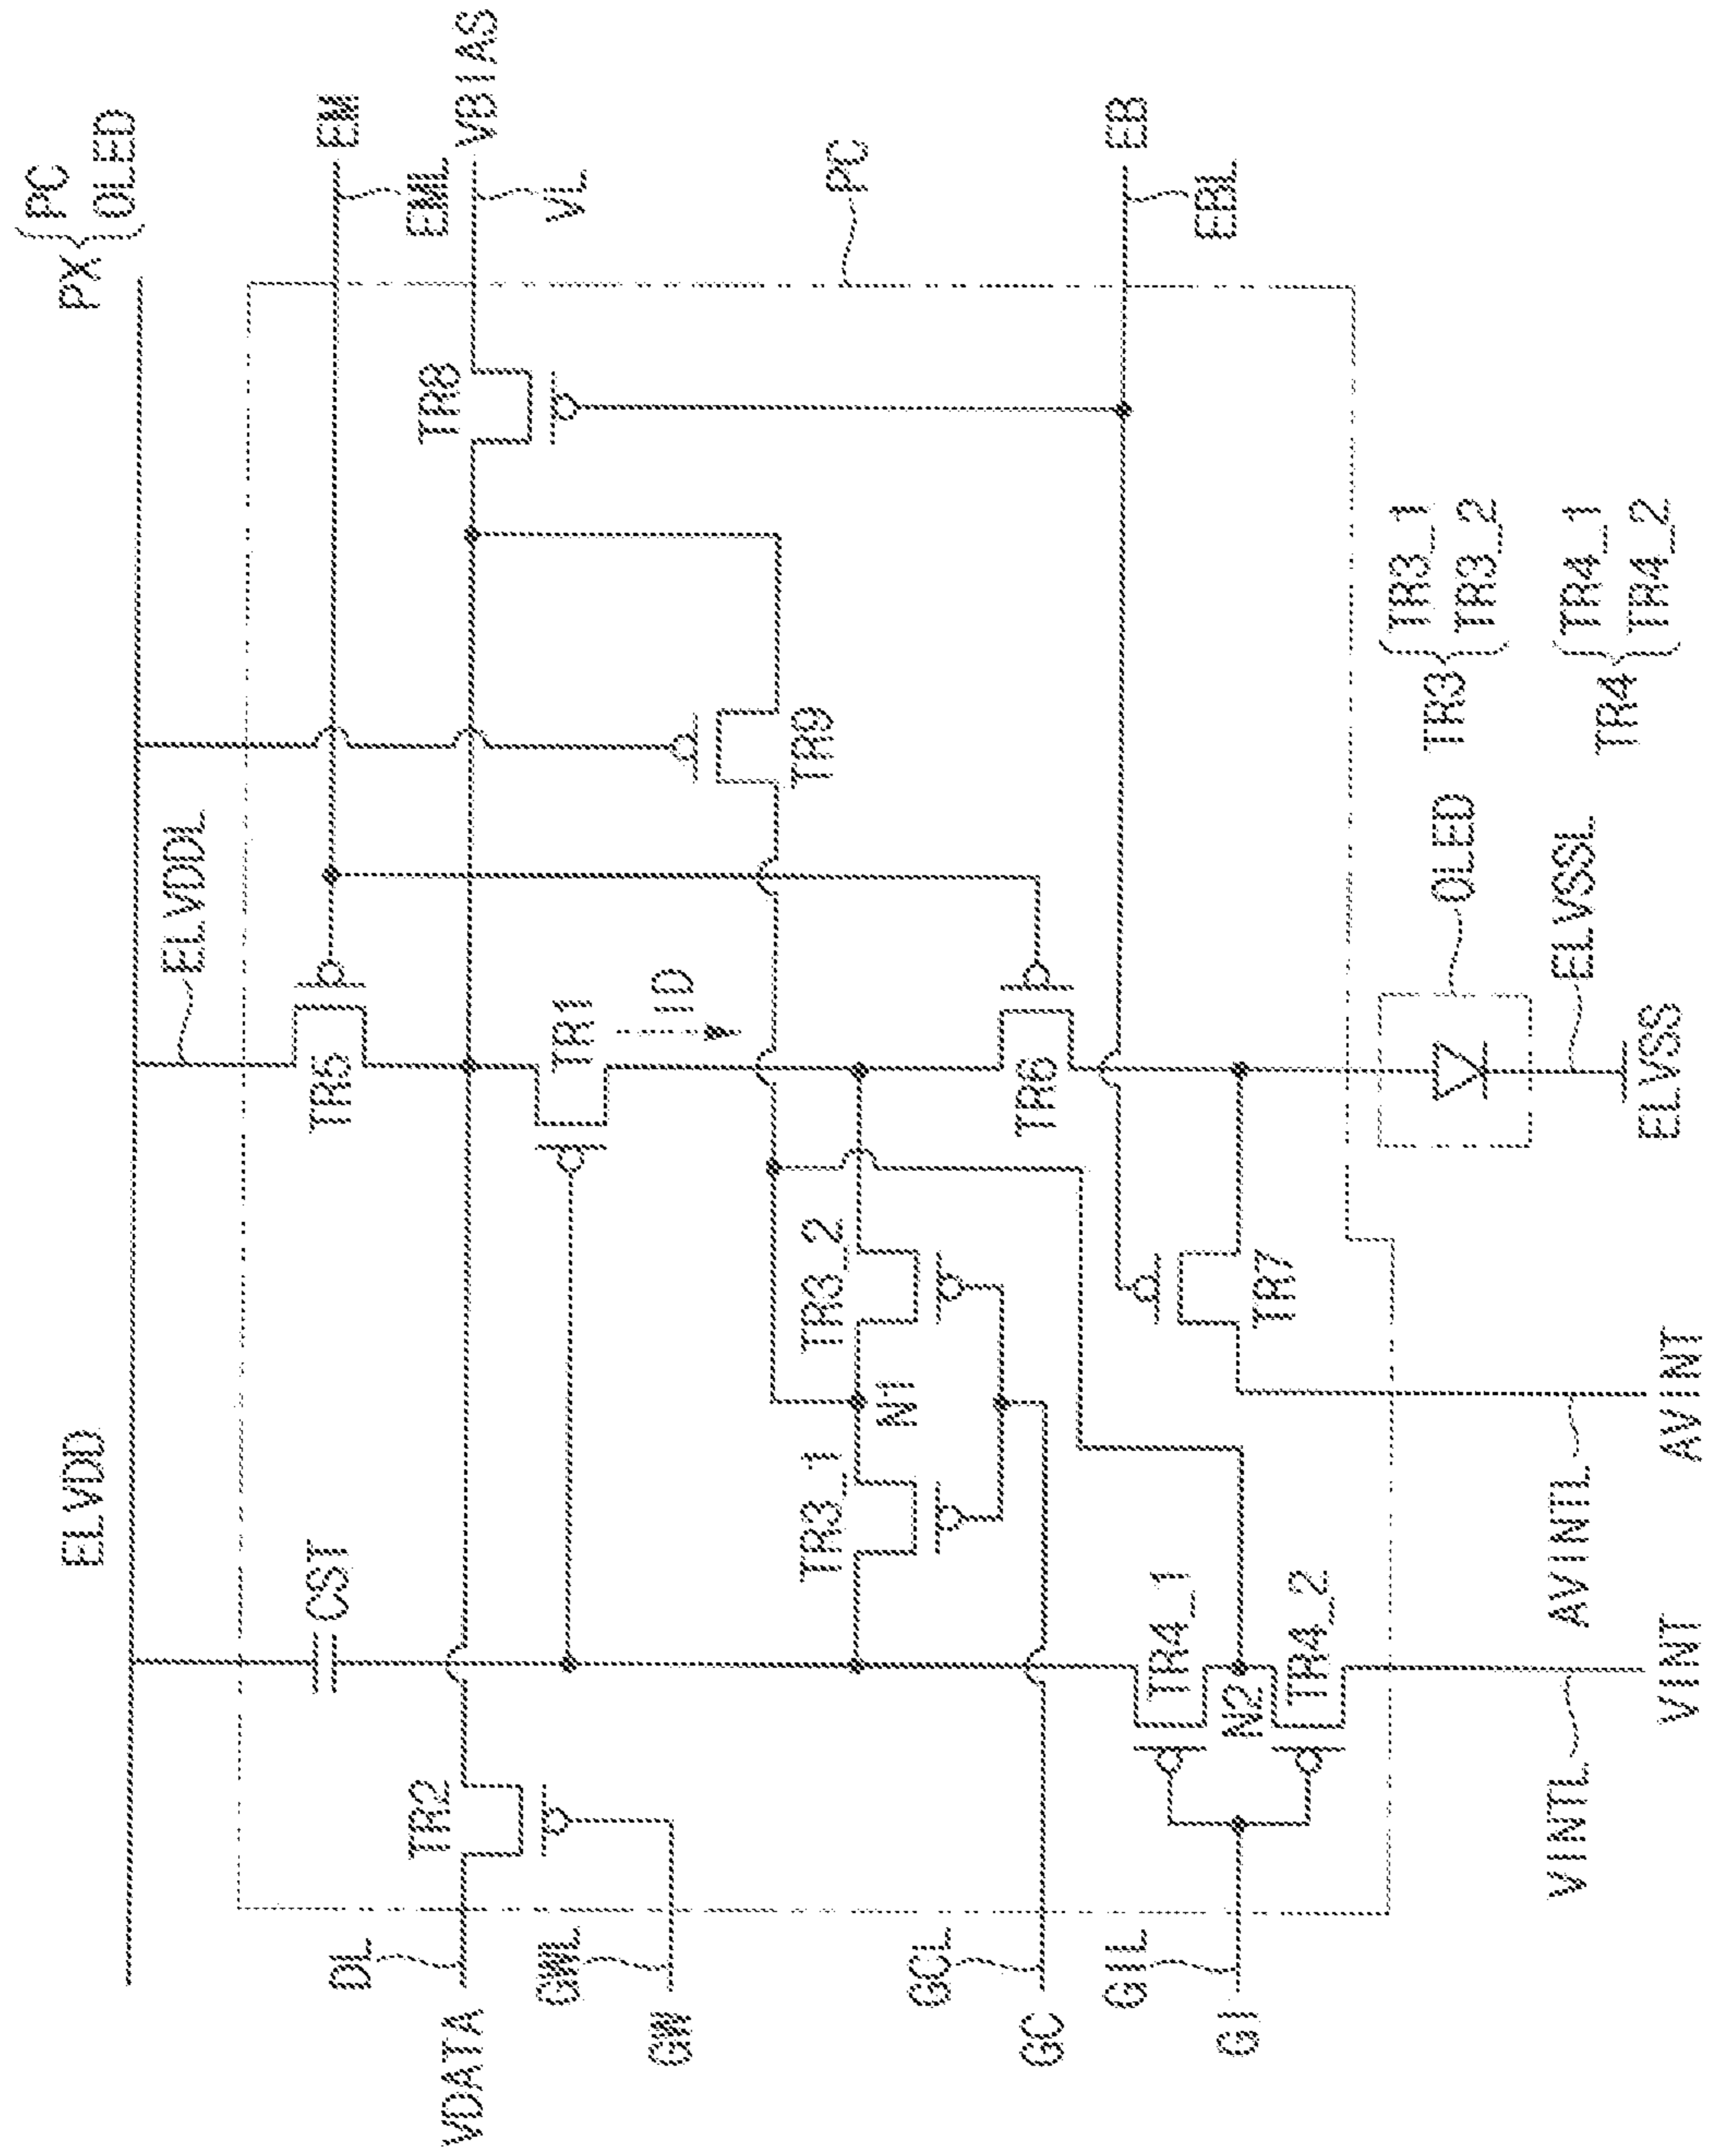 PX
PC
OLED
ELVDD
ELVDDL
EM
EML
VBIAS
VL
CST
TR5
TR8
DL
VDATA
TR2
GWL
GW
TR1
ID
TR9
PC
TR3_1
TR3_2
N1
GCL
GC
TR6
EB
EBL
GIL
GI
TR4_1
N2
TR4_2
TR7
OLED
TR3
TR3_1
TR3_2
VINTL
VINT
AVINTL
AVINT
ELVSSL
ELVSS
TR4
TR4_1
TR4_2